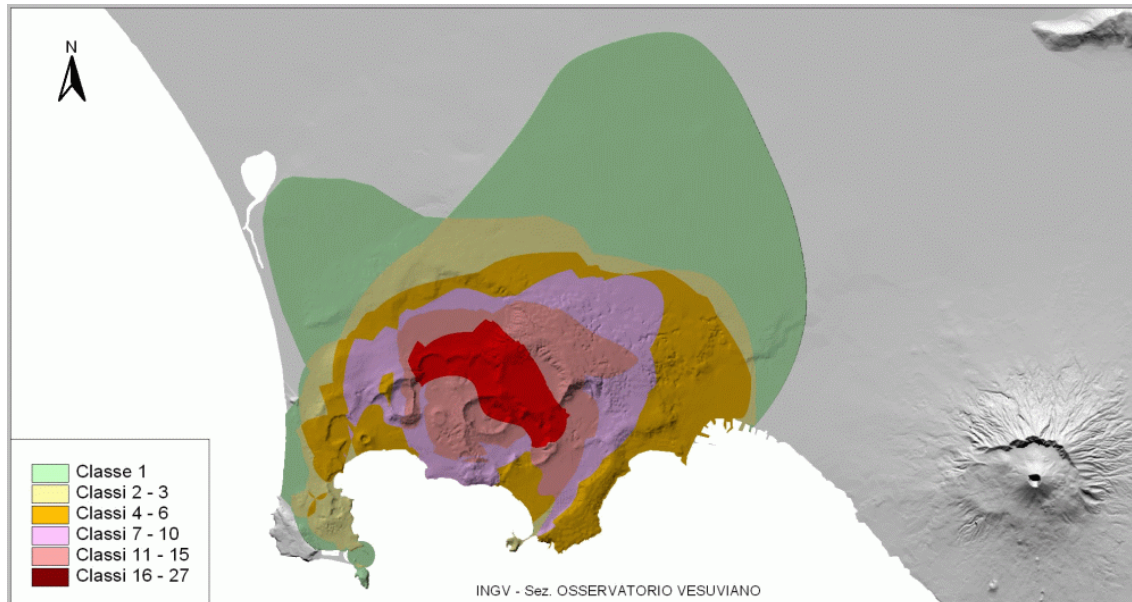 N
Classe 1
Classi 2 - 3
Classi 4 - 6
Classi 7 - 10
Classi 11 - 15
Classi 16 - 27
INGV - Sez. OSSERVATORIO VESUVIANO